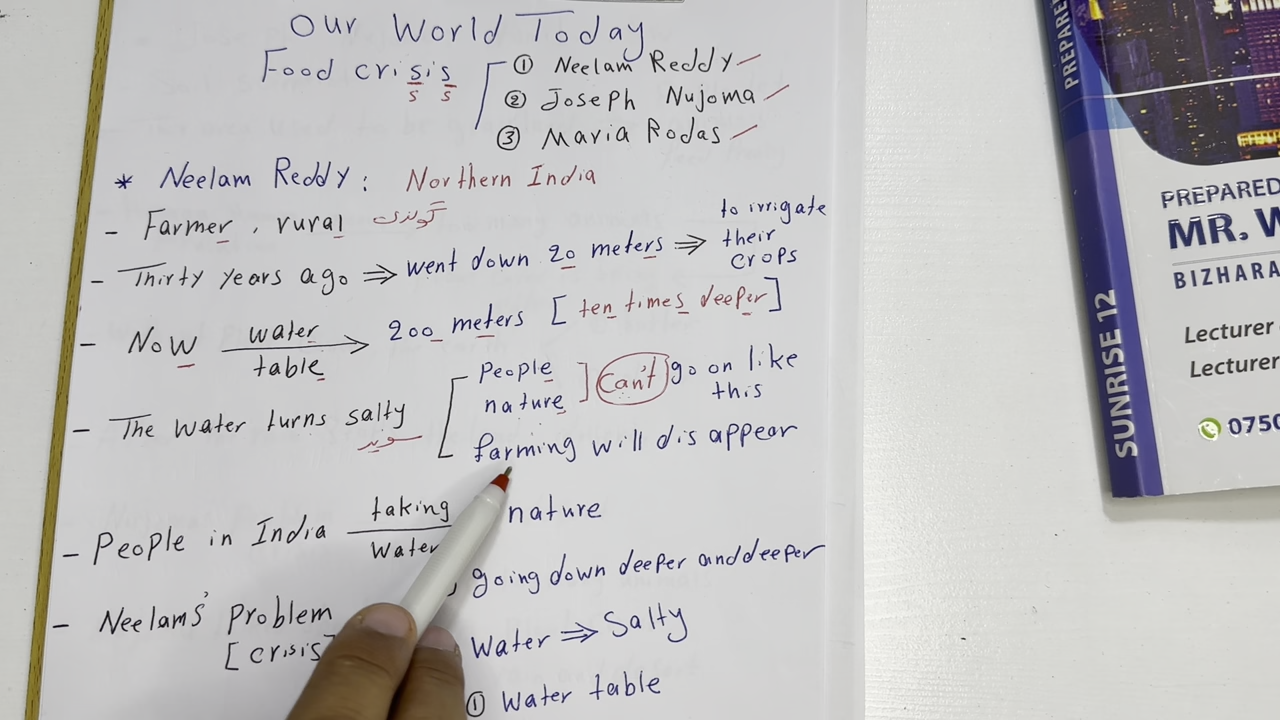 Our World Today
Food crisis
s s
① Neelam Reddy
② Joseph Nujoma
③ Maria Rodas
* Neelam Reddy: Northern India
- Farmer, rural گوندی
- Thirty years ago ⇒ went down 20 meters ⇒ to irrigate their crops
- Now water table → 200 meters [ten times deeper]
- The water turns salty سوێر
People
nature
can't go on like this
farming will disappear
- People in India taking water nature
- Neelams' problem [crisis]
going down deeper and deeper
Water ⇒ Salty
① Water table
PREPARED
SUNRISE 12
PREPARED
MR. W
BIZHARA
Lecturer
Lecturer
0750